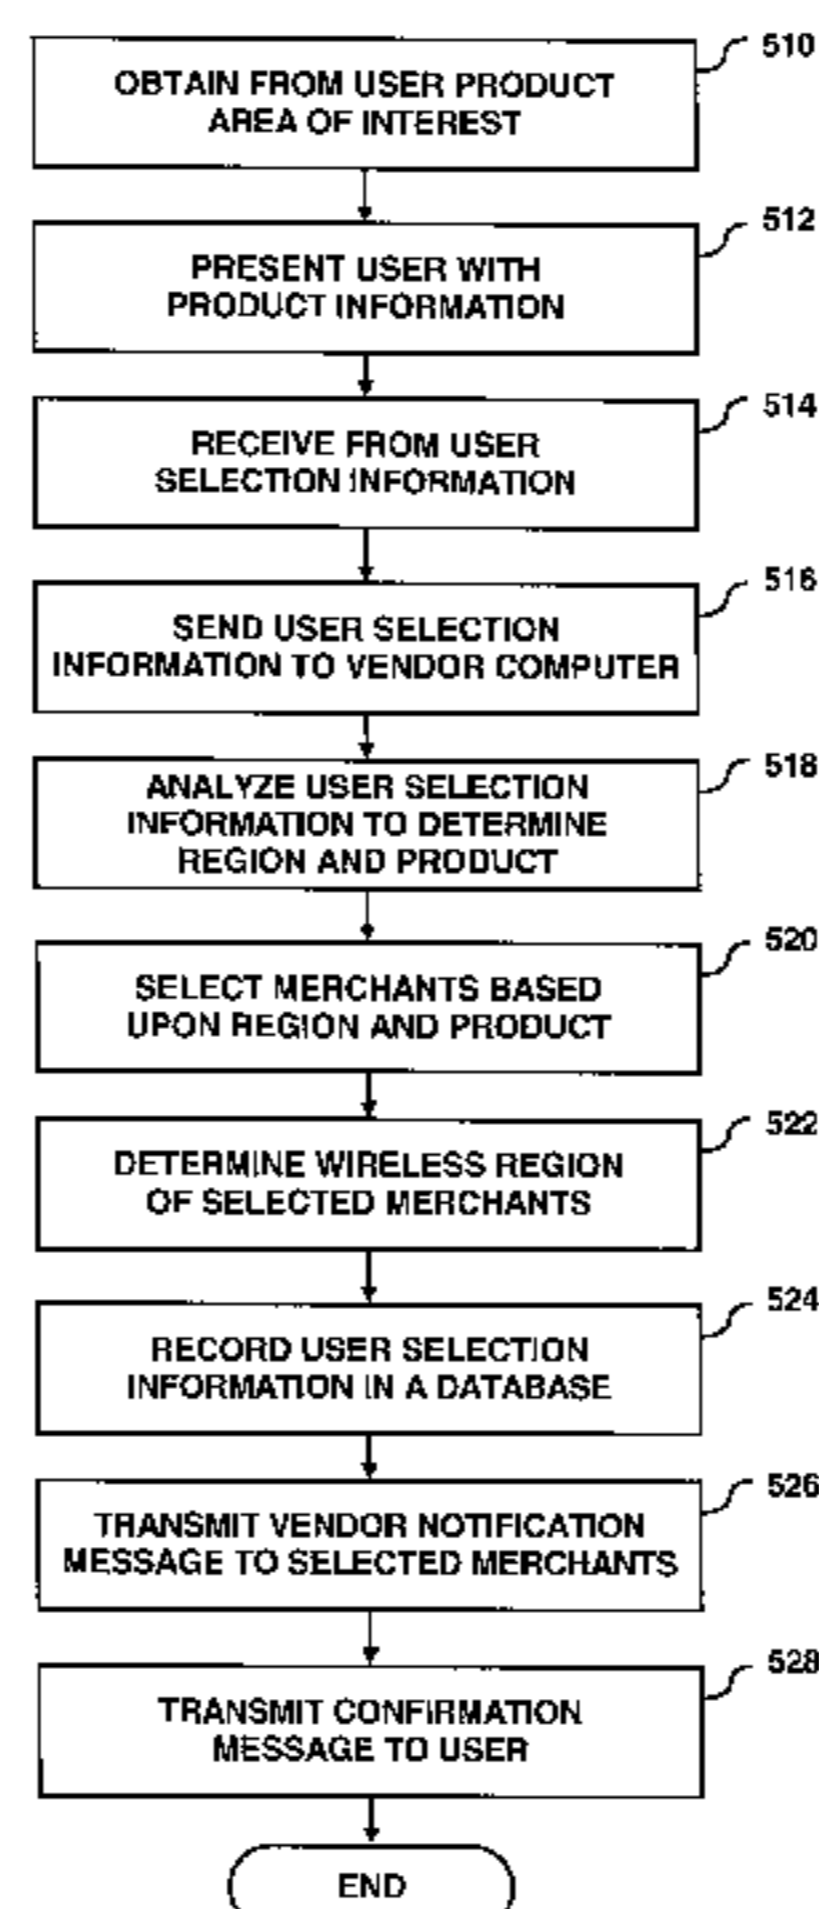 510
OBTAIN FROM USER PRODUCT
AREA OF INTEREST
512
PRESENT USER WITH
PRODUCT INFORMATION
514
RECEIVE FROM USER
SELECTION INFORMATION
516
SEND USER SELECTION
INFORMATION TO VENDOR COMPUTER
518
ANALYZE USER SELECTION
INFORMATION TO DETERMINE
REGION AND PRODUCT
520
SELECT MERCHANTS BASED
UPON REGION AND PRODUCT
522
DETERMINE WIRELESS REGION
OF SELECTED MERCHANTS
524
RECORD USER SELECTION
INFORMATION IN A DATABASE
526
TRANSMIT VENDOR NOTIFICATION
MESSAGE TO SELECTED MERCHANTS
528
TRANSMIT CONFIRMATION
MESSAGE TO USER
END